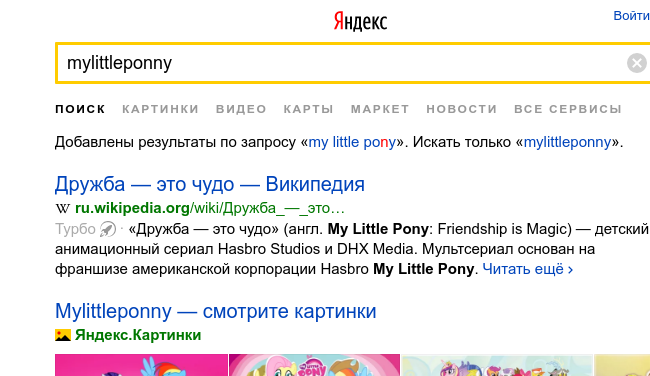 Яндекс
Войти
mylittleponny
ПОИСК КАРТИНКИ ВИДЕО КАРТЫ МАРКЕТ НОВОСТИ ВСЕ СЕРВИСЫ
Добавлены результаты по запросу «my little pony». Искать только «mylittleponny».
Дружба — это чудо — Википедия
W ru.wikipedia.org/wiki/Дружба_—_это…
Турбо · «Дружба — это чудо» (англ. My Little Pony: Friendship is Magic) — детский
анимационный сериал Hasbro Studios и DHX Media. Мультсериал основан на
франшизе американской корпорации Hasbro My Little Pony. Читать ещё ›
Mylittleponny — смотрите картинки
Яндекс.Картинки
PONY